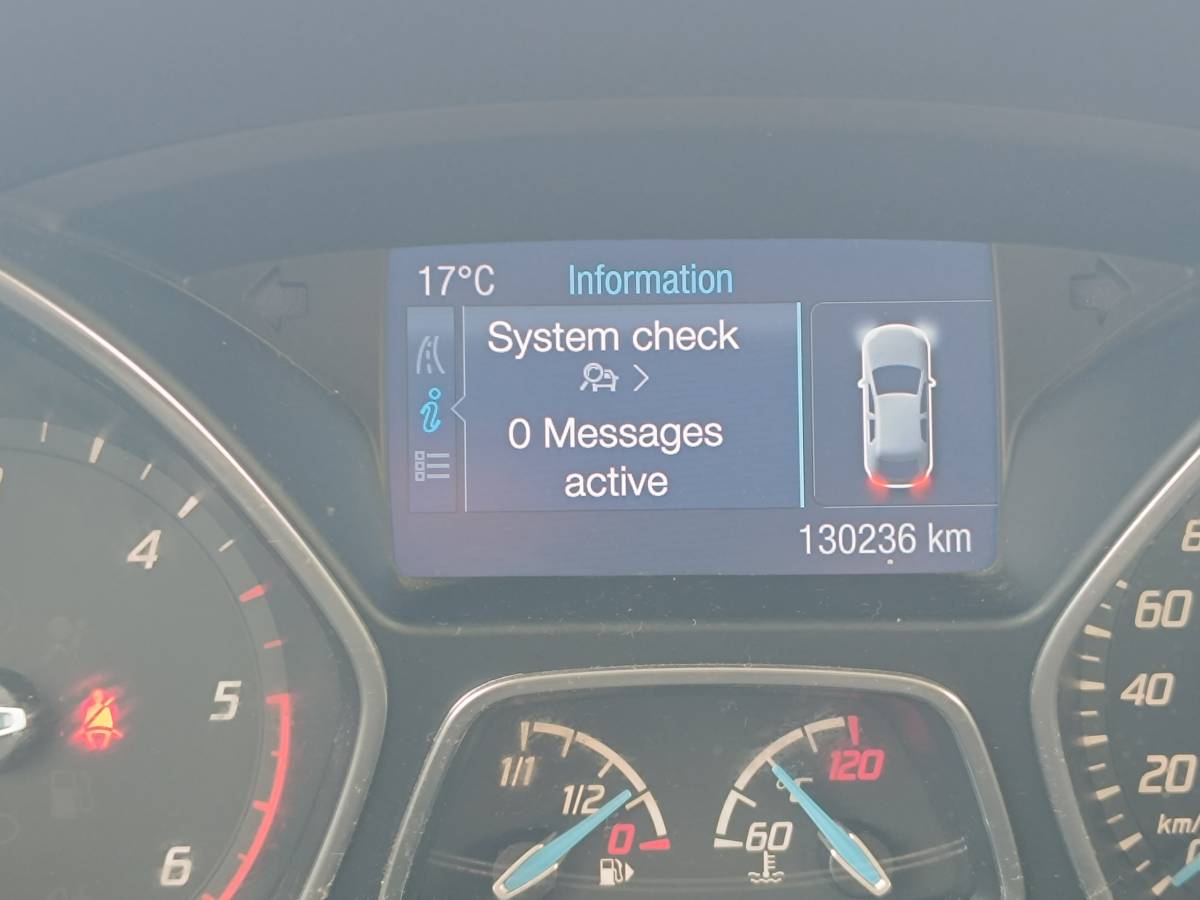 17°C Information
System check
0 Messages
active
130236 km
4
5
6
1/1
1/2
0
120
60
60
40
20
km/